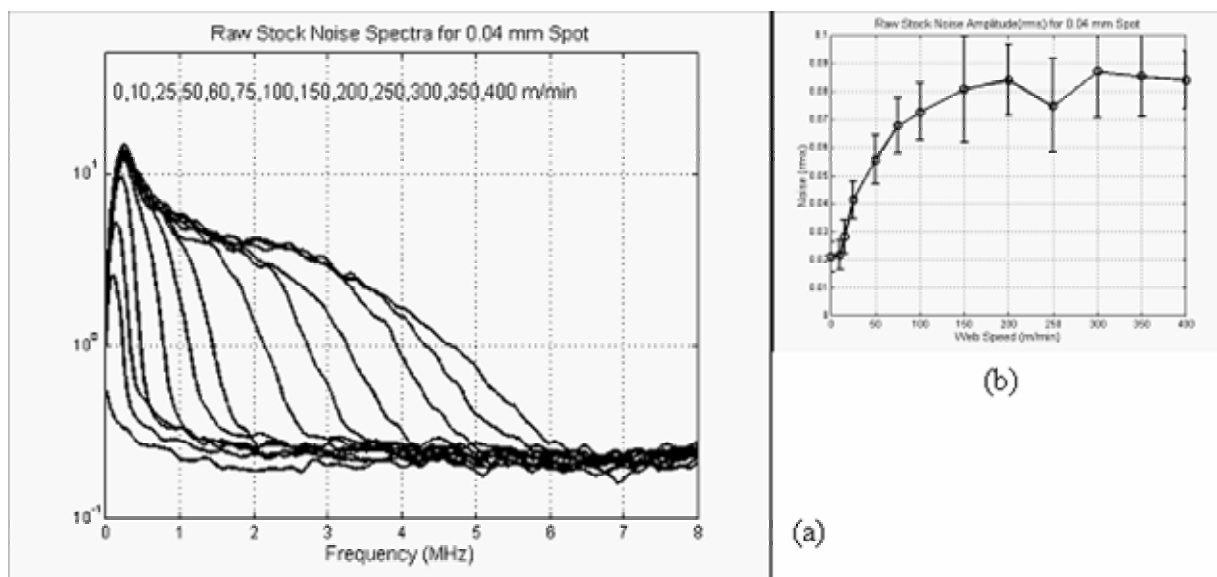 Raw Stock Noise Spectra for 0.04 mm Spot
0,10,25,50,60,75,100,150,200,250,300,350,400 m/min
10^1
10^0
10^-1
0 1 2 3 4 5 6 7 8
Frequency (MHz)
(a)
Raw Stock Noise Amplitude(rms) for 0.04 mm Spot
0.1
0.09
0.08
0.07
0.06
0.05
0.04
0.03
0.02
0.01
0
Noise (rms)
0 50 100 150 200 250 300 350 400
Web Speed (m/min)
(b)